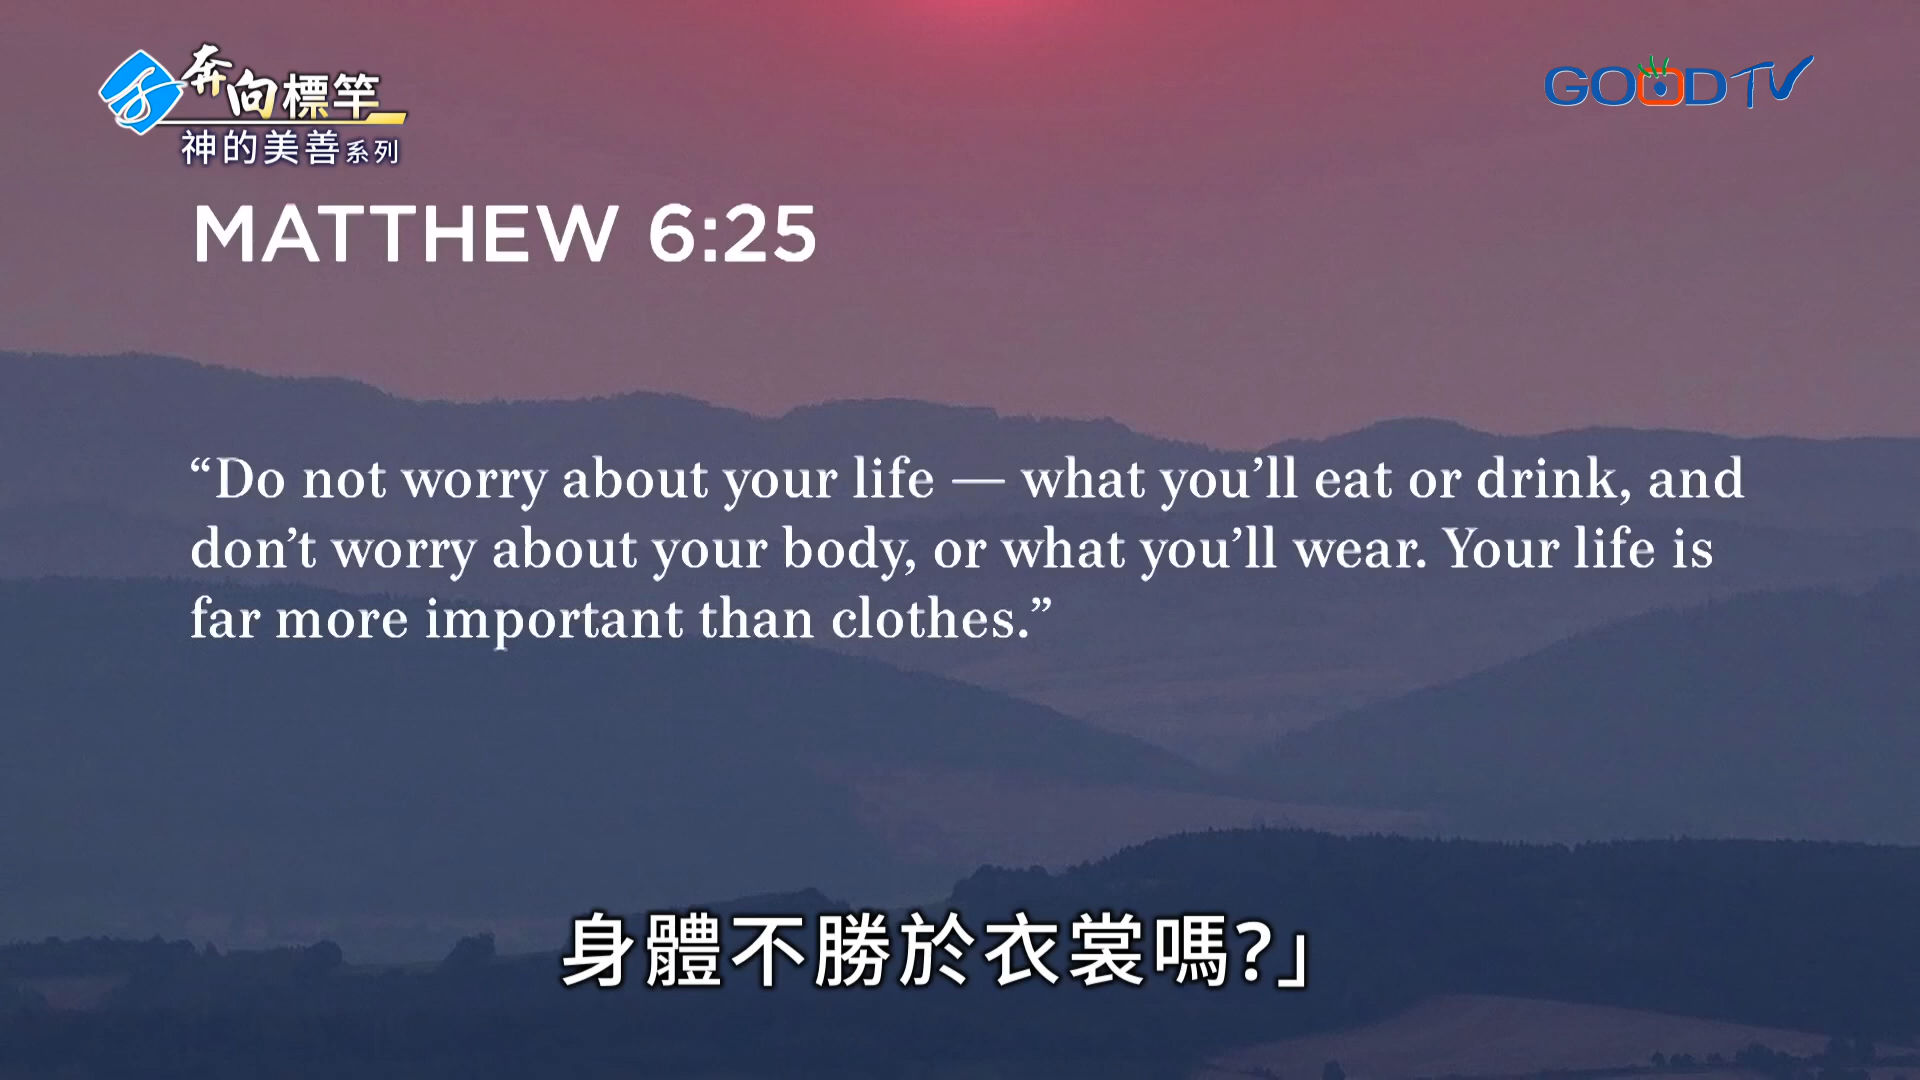 奔向標竿
GOOD TV
神的美善系列
MATTHEW 6:25
“Do not worry about your life — what you’ll eat or drink, and
don’t worry about your body, or what you’ll wear. Your life is
far more important than clothes.”
身體不勝於衣裳嗎?」